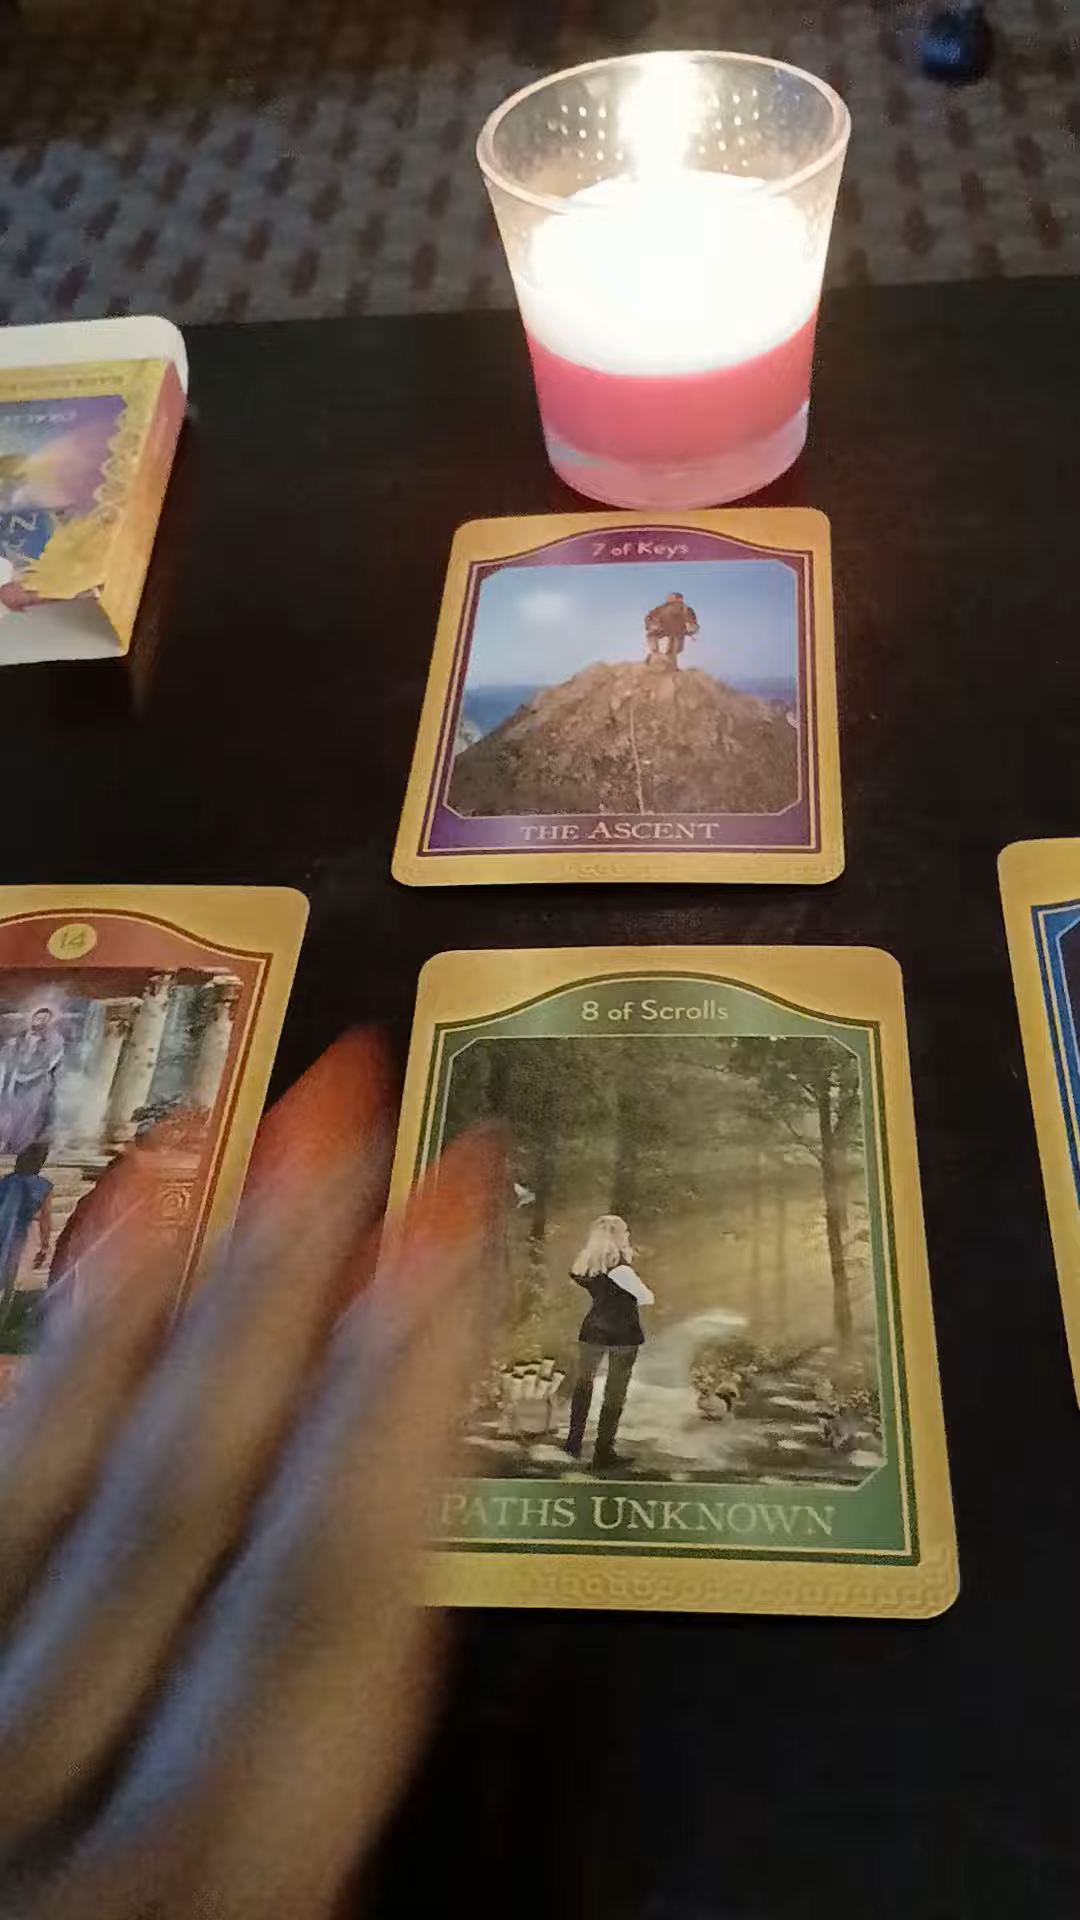 7 of Keys
THE ASCENT
14
8 of Scrolls
PATHS UNKNOWN